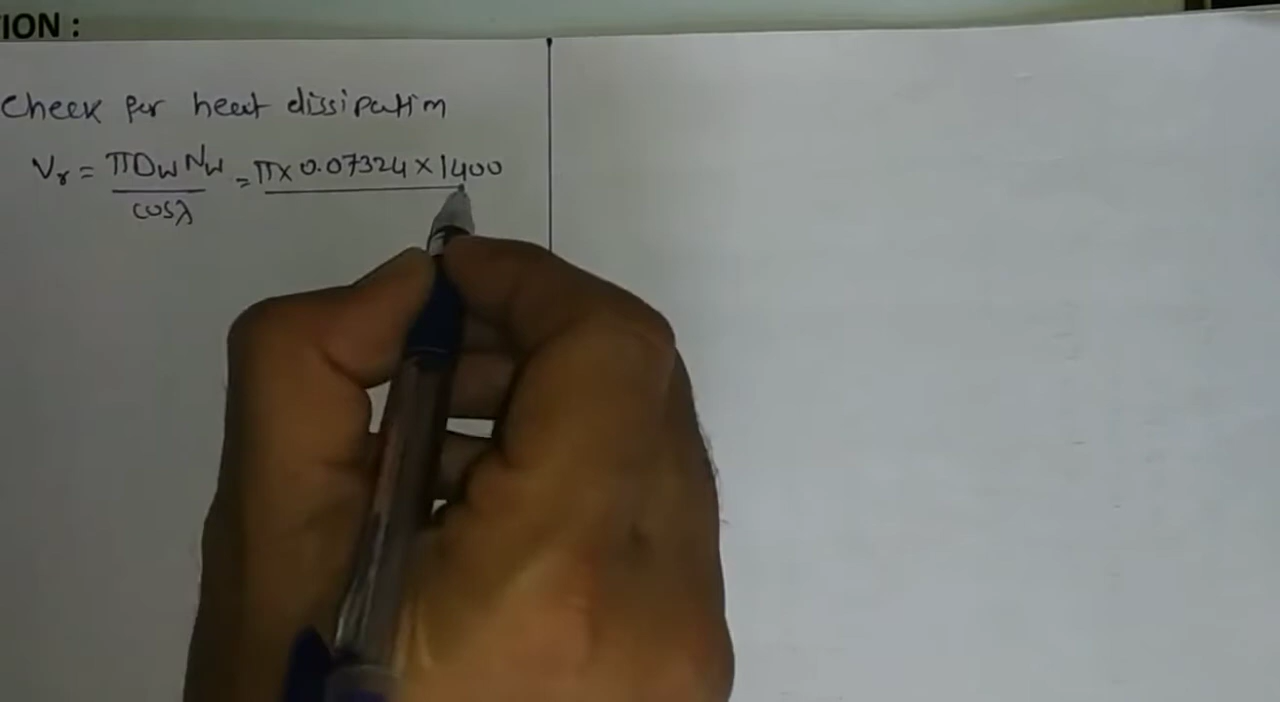 ION :
Check for heat dissipation
Vr = πDwNw / cosλ = π× 0.07324 × 1400